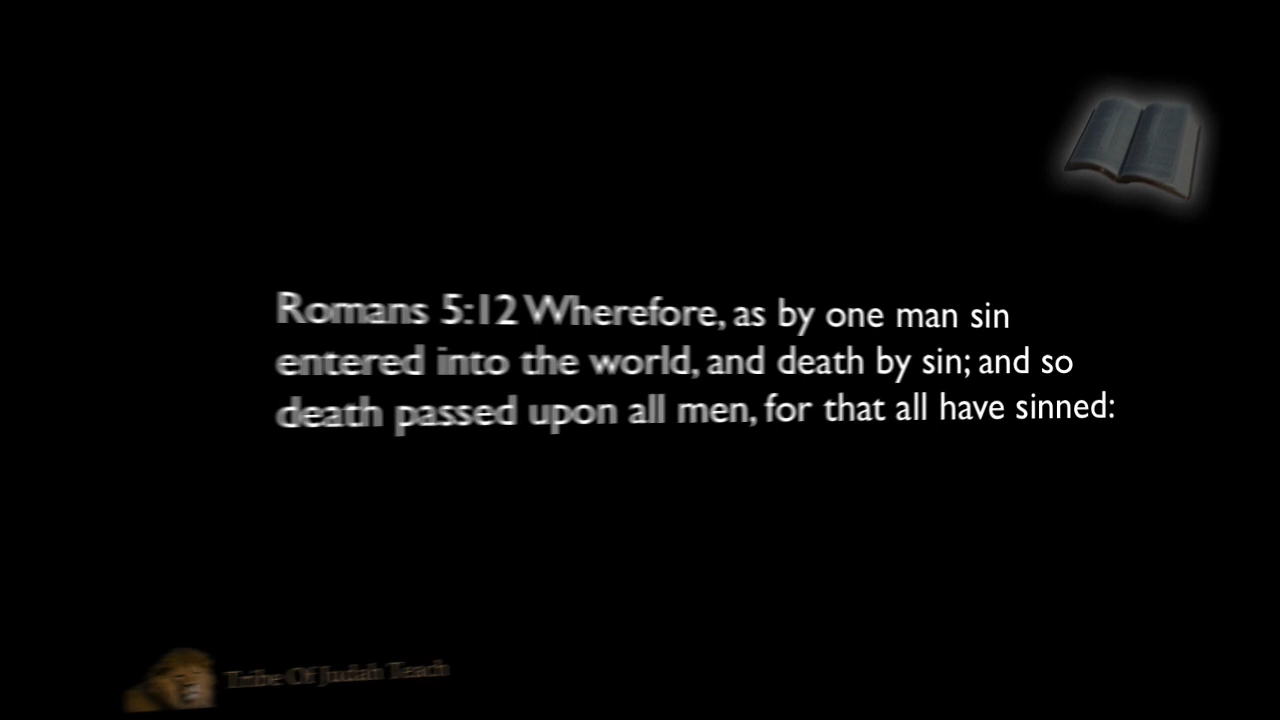 Romans 5:12 Wherefore, as by one man sin
entered into the world, and death by sin; and so
death passed upon all men, for that all have sinned:
Tribe Of Judah Teach